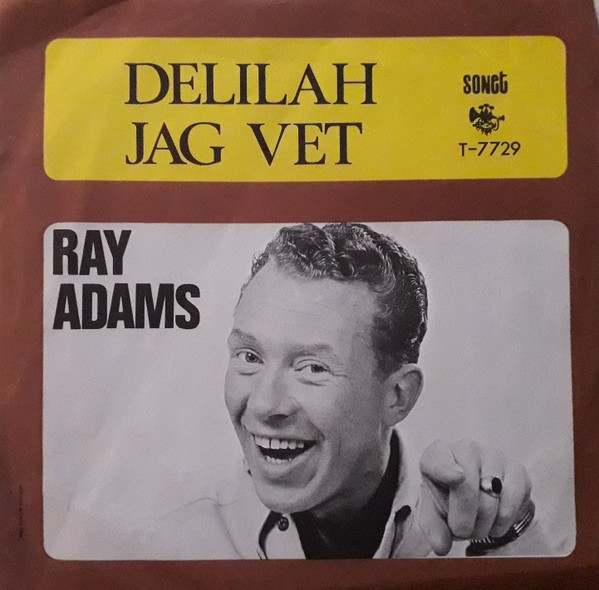 DELILAH
JAG VET
SONET
T-7729
RAY
ADAMS